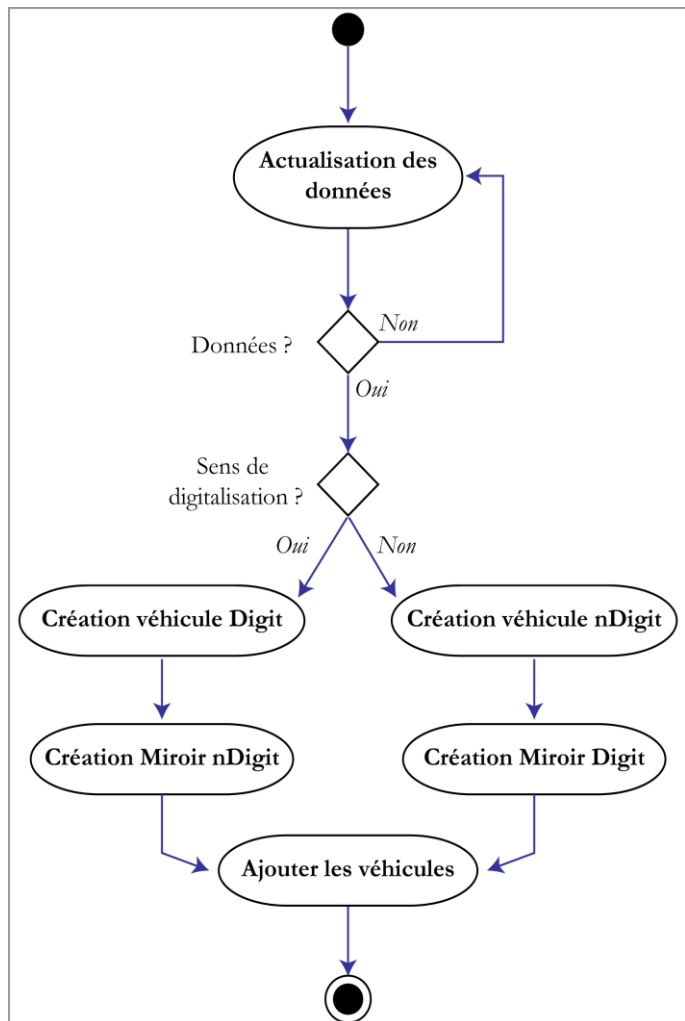 Actualisation des
données
Non
Données ?
Oui
Sens de
digitalisation ?
Oui
Non
Création véhicule Digit
Création véhicule nDigit
Création Miroir nDigit
Création Miroir Digit
Ajouter les véhicules